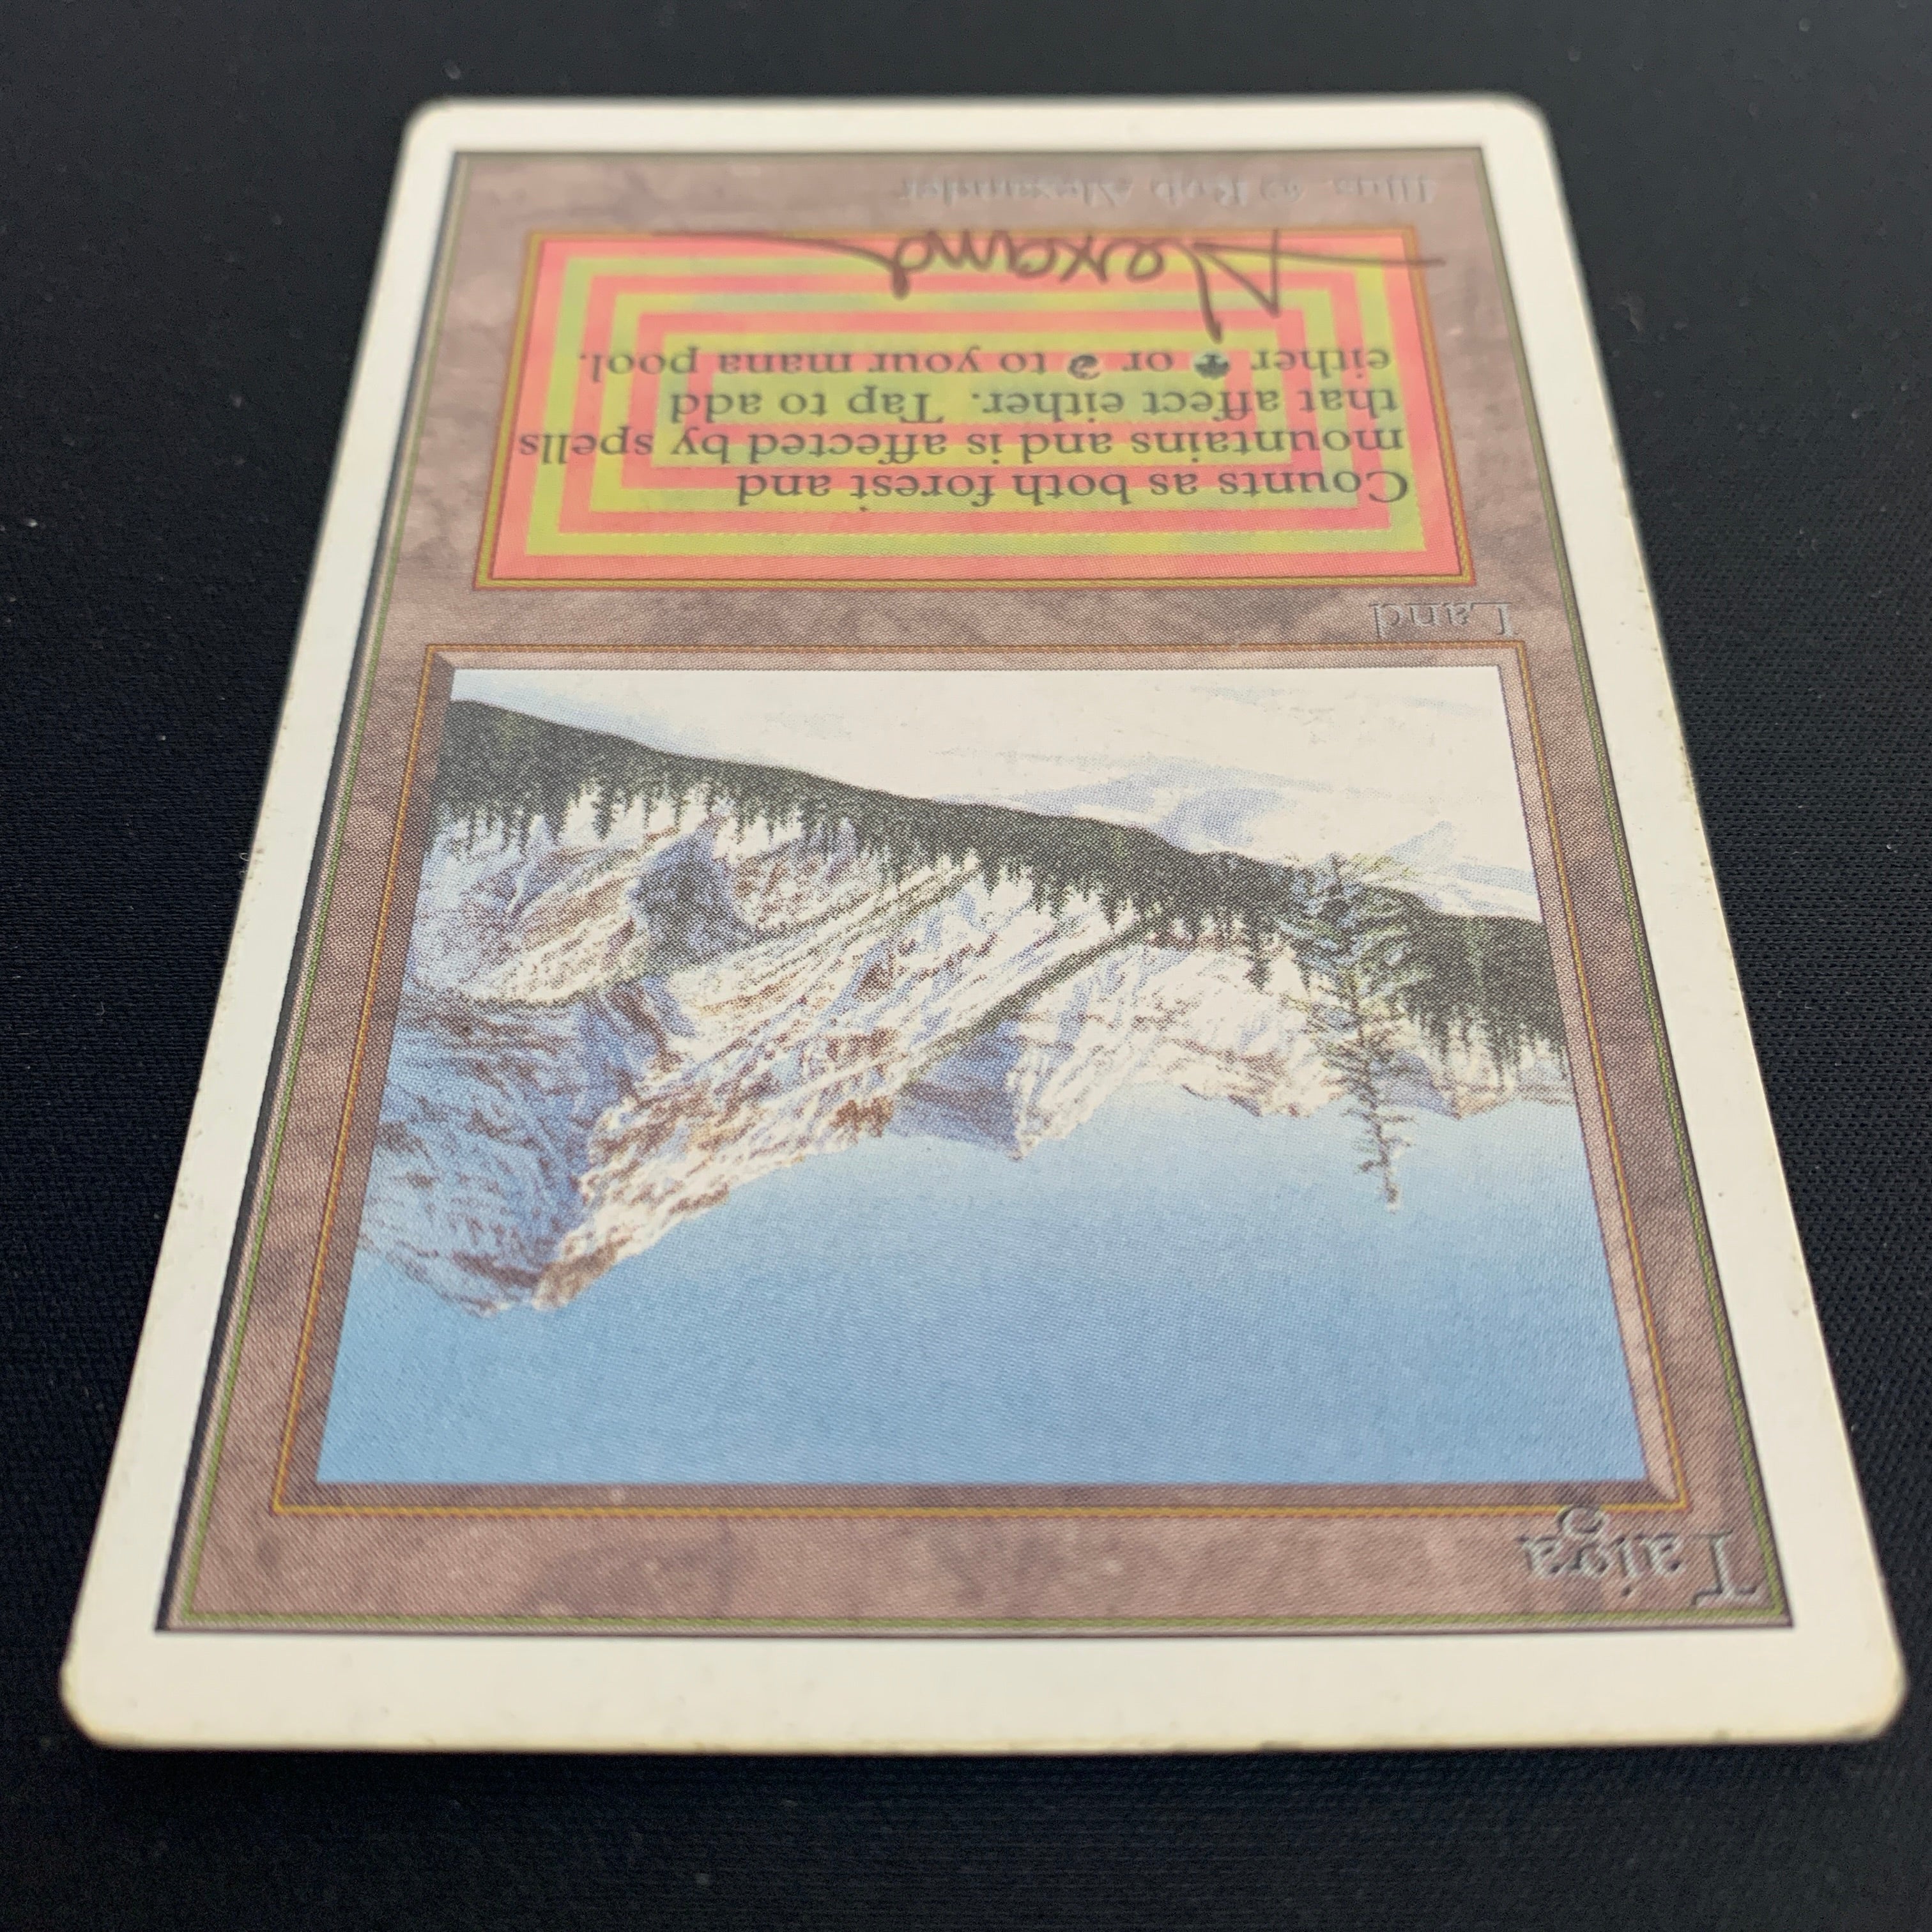 Taiga
Land
Counts as both forest and
mountains and is affected by spells
that affect either. Tap to add
either or to your mana pool.
Alexand
Illus. © Rob Alexander